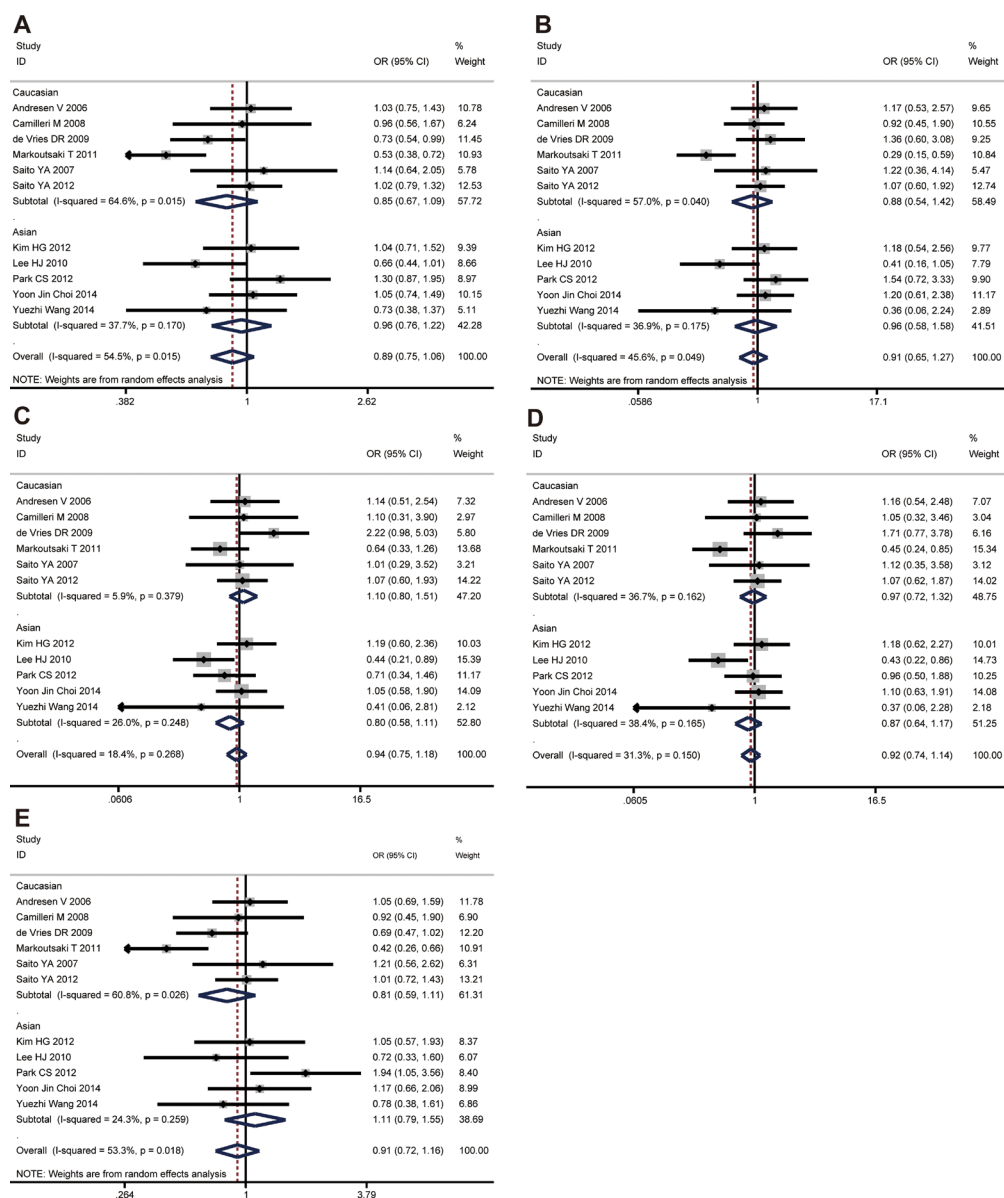 A
Study %
ID OR (95% CI) Weight
Caucasian
Andresen V 2006 1.03 (0.75, 1.43) 10.78
Camilleri M 2008 0.96 (0.56, 1.67) 6.24
de Vries DR 2009 0.73 (0.54, 0.99) 11.45
Markoutsaki T 2011 0.53 (0.38, 0.72) 10.93
Saito YA 2007 1.14 (0.64, 2.05) 5.78
Saito YA 2012 1.02 (0.79, 1.32) 12.53
Subtotal (I-squared = 64.6%, p = 0.015) 0.85 (0.67, 1.09) 57.72
.
Asian
Kim HG 2012 1.04 (0.71, 1.52) 9.39
Lee HJ 2010 0.66 (0.44, 1.01) 8.66
Park CS 2012 1.30 (0.87, 1.95) 8.97
Yoon Jin Choi 2014 1.05 (0.74, 1.49) 10.15
Yuezhi Wang 2014 0.73 (0.38, 1.37) 5.11
Subtotal (I-squared = 37.7%, p = 0.170) 0.96 (0.76, 1.22) 42.28
.
Overall (I-squared = 54.5%, p = 0.015) 0.89 (0.75, 1.06) 100.00
NOTE: Weights are from random effects analysis
.382 1 2.62
B
Study %
ID OR (95% CI) Weight
Caucasian
Andresen V 2006 1.17 (0.53, 2.57) 9.65
Camilleri M 2008 0.92 (0.45, 1.90) 10.55
de Vries DR 2009 1.36 (0.60, 3.08) 9.25
Markoutsaki T 2011 0.29 (0.15, 0.59) 10.84
Saito YA 2007 1.22 (0.36, 4.14) 5.47
Saito YA 2012 1.07 (0.60, 1.92) 12.74
Subtotal (I-squared = 57.0%, p = 0.040) 0.88 (0.54, 1.42) 58.49
.
Asian
Kim HG 2012 1.18 (0.54, 2.56) 9.77
Lee HJ 2010 0.41 (0.16, 1.05) 7.79
Park CS 2012 1.54 (0.72, 3.33) 9.90
Yoon Jin Choi 2014 1.20 (0.61, 2.38) 11.17
Yuezhi Wang 2014 0.36 (0.06, 2.24) 2.89
Subtotal (I-squared = 36.9%, p = 0.175) 0.96 (0.58, 1.58) 41.51
.
Overall (I-squared = 45.6%, p = 0.049) 0.91 (0.65, 1.27) 100.00
NOTE: Weights are from random effects analysis
.0586 1 17.1
C
Study %
ID OR (95% CI) Weight
Caucasian
Andresen V 2006 1.14 (0.51, 2.54) 7.32
Camilleri M 2008 1.10 (0.31, 3.90) 2.97
de Vries DR 2009 2.22 (0.98, 5.03) 5.80
Markoutsaki T 2011 0.64 (0.33, 1.26) 13.68
Saito YA 2007 1.01 (0.29, 3.52) 3.21
Saito YA 2012 1.07 (0.60, 1.93) 14.22
Subtotal (I-squared = 5.9%, p = 0.379) 1.10 (0.80, 1.51) 47.20
.
Asian
Kim HG 2012 1.19 (0.60, 2.36) 10.03
Lee HJ 2010 0.44 (0.21, 0.89) 15.39
Park CS 2012 0.71 (0.34, 1.46) 11.17
Yoon Jin Choi 2014 1.05 (0.58, 1.90) 14.09
Yuezhi Wang 2014 0.41 (0.06, 2.81) 2.12
Subtotal (I-squared = 26.0%, p = 0.248) 0.80 (0.58, 1.11) 52.80
.
Overall (I-squared = 18.4%, p = 0.268) 0.94 (0.75, 1.18) 100.00
.0606 1 16.5
D
Study %
ID OR (95% CI) Weight
Caucasian
Andresen V 2006 1.16 (0.54, 2.48) 7.07
Camilleri M 2008 1.05 (0.32, 3.46) 3.04
de Vries DR 2009 1.71 (0.77, 3.78) 6.16
Markoutsaki T 2011 0.45 (0.24, 0.85) 15.34
Saito YA 2007 1.12 (0.35, 3.58) 3.12
Saito YA 2012 1.07 (0.62, 1.87) 14.02
Subtotal (I-squared = 36.7%, p = 0.162) 0.97 (0.72, 1.32) 48.75
.
Asian
Kim HG 2012 1.18 (0.62, 2.27) 10.01
Lee HJ 2010 0.43 (0.22, 0.86) 14.73
Park CS 2012 0.96 (0.50, 1.88) 10.25
Yoon Jin Choi 2014 1.10 (0.63, 1.91) 14.08
Yuezhi Wang 2014 0.37 (0.06, 2.28) 2.18
Subtotal (I-squared = 38.4%, p = 0.165) 0.87 (0.64, 1.17) 51.25
.
Overall (I-squared = 31.3%, p = 0.150) 0.92 (0.74, 1.14) 100.00
.0605 1 16.5
E
Study %
ID OR (95% CI) Weight
Caucasian
Andresen V 2006 1.05 (0.69, 1.59) 11.78
Camilleri M 2008 0.92 (0.45, 1.90) 6.90
de Vries DR 2009 0.69 (0.47, 1.02) 12.20
Markoutsaki T 2011 0.42 (0.26, 0.66) 10.91
Saito YA 2007 1.21 (0.56, 2.62) 6.31
Saito YA 2012 1.01 (0.72, 1.43) 13.21
Subtotal (I-squared = 60.8%, p = 0.026) 0.81 (0.59, 1.11) 61.31
.
Asian
Kim HG 2012 1.05 (0.57, 1.93) 8.37
Lee HJ 2010 0.72 (0.33, 1.60) 6.07
Park CS 2012 1.94 (1.05, 3.56) 8.40
Yoon Jin Choi 2014 1.17 (0.66, 2.06) 8.99
Yuezhi Wang 2014 0.78 (0.38, 1.61) 6.86
Subtotal (I-squared = 24.3%, p = 0.259) 1.11 (0.79, 1.55) 38.69
.
Overall (I-squared = 53.3%, p = 0.018) 0.91 (0.72, 1.16) 100.00
NOTE: Weights are from random effects analysis
.264 1 3.79